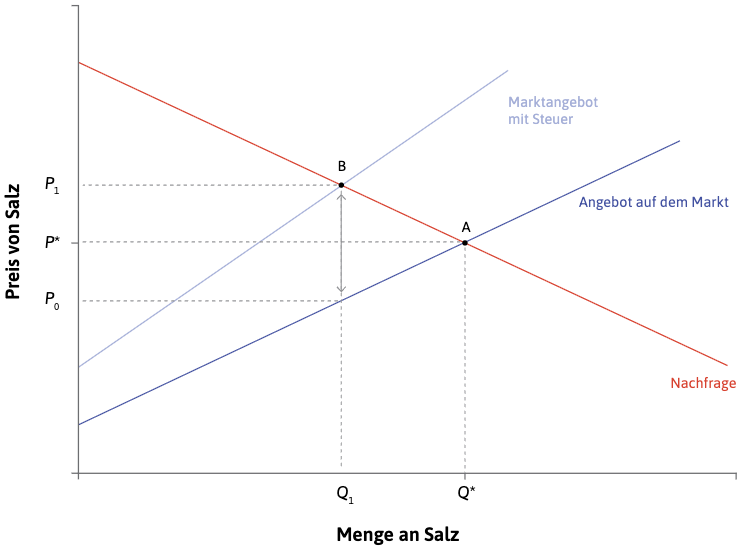 Marktangebot
mit Steuer
B
P₁
Angebot auf dem Markt
A
P*
P₀
Preis von Salz
Nachfrage
Q₁
Q*
Menge an Salz